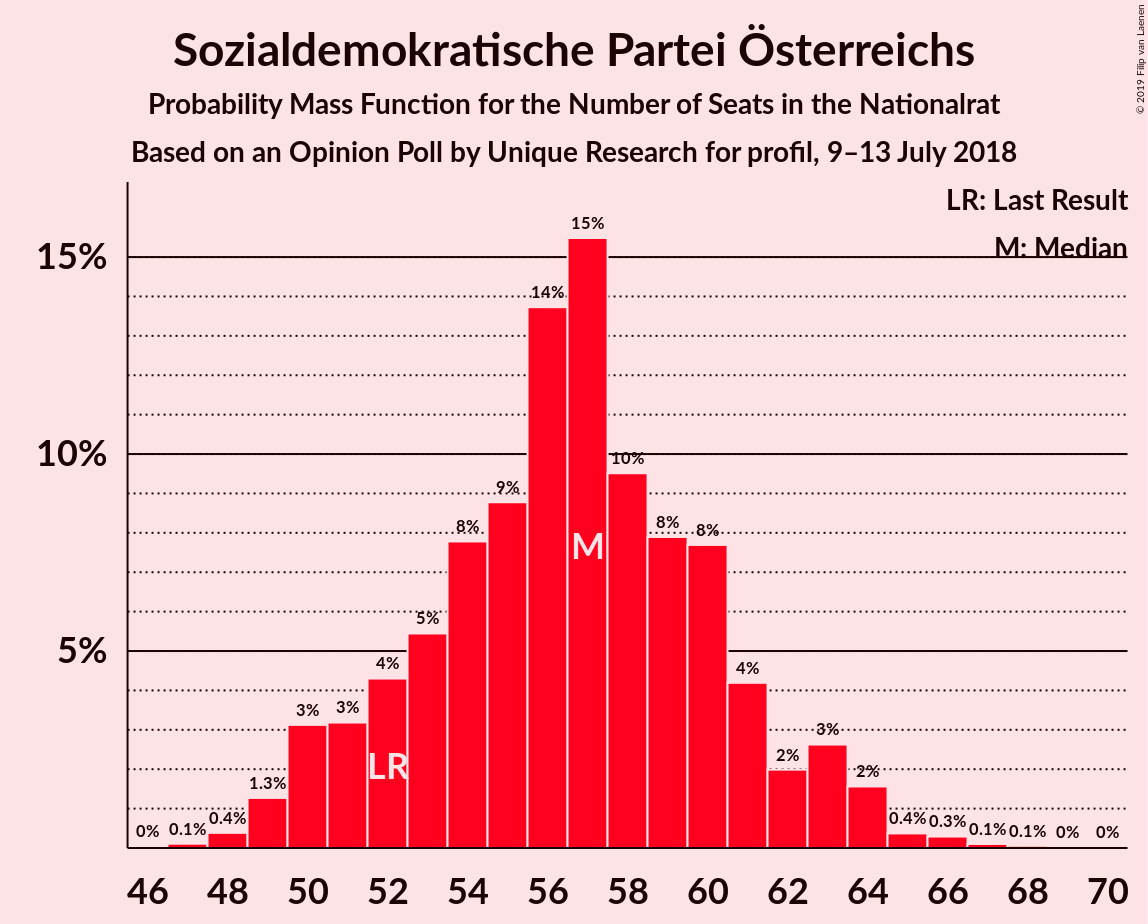 Sozialdemokratische Partei Österreichs
Probability Mass Function for the Number of Seats in the Nationalrat
Based on an Opinion Poll by Unique Research for profil, 9–13 July 2018
© 2019 Filip van Laenen
LR: Last Result
M: Median
15%
10%
5%
0% 0.1% 0.4% 1.3% 3% 3% 4% 5% 8% 9% 14% 15% 10% 8% 8% 4% 2% 3% 2% 0.4% 0.3% 0.1% 0.1% 0% 0%
M
LR
46 48 50 52 54 56 58 60 62 64 66 68 70